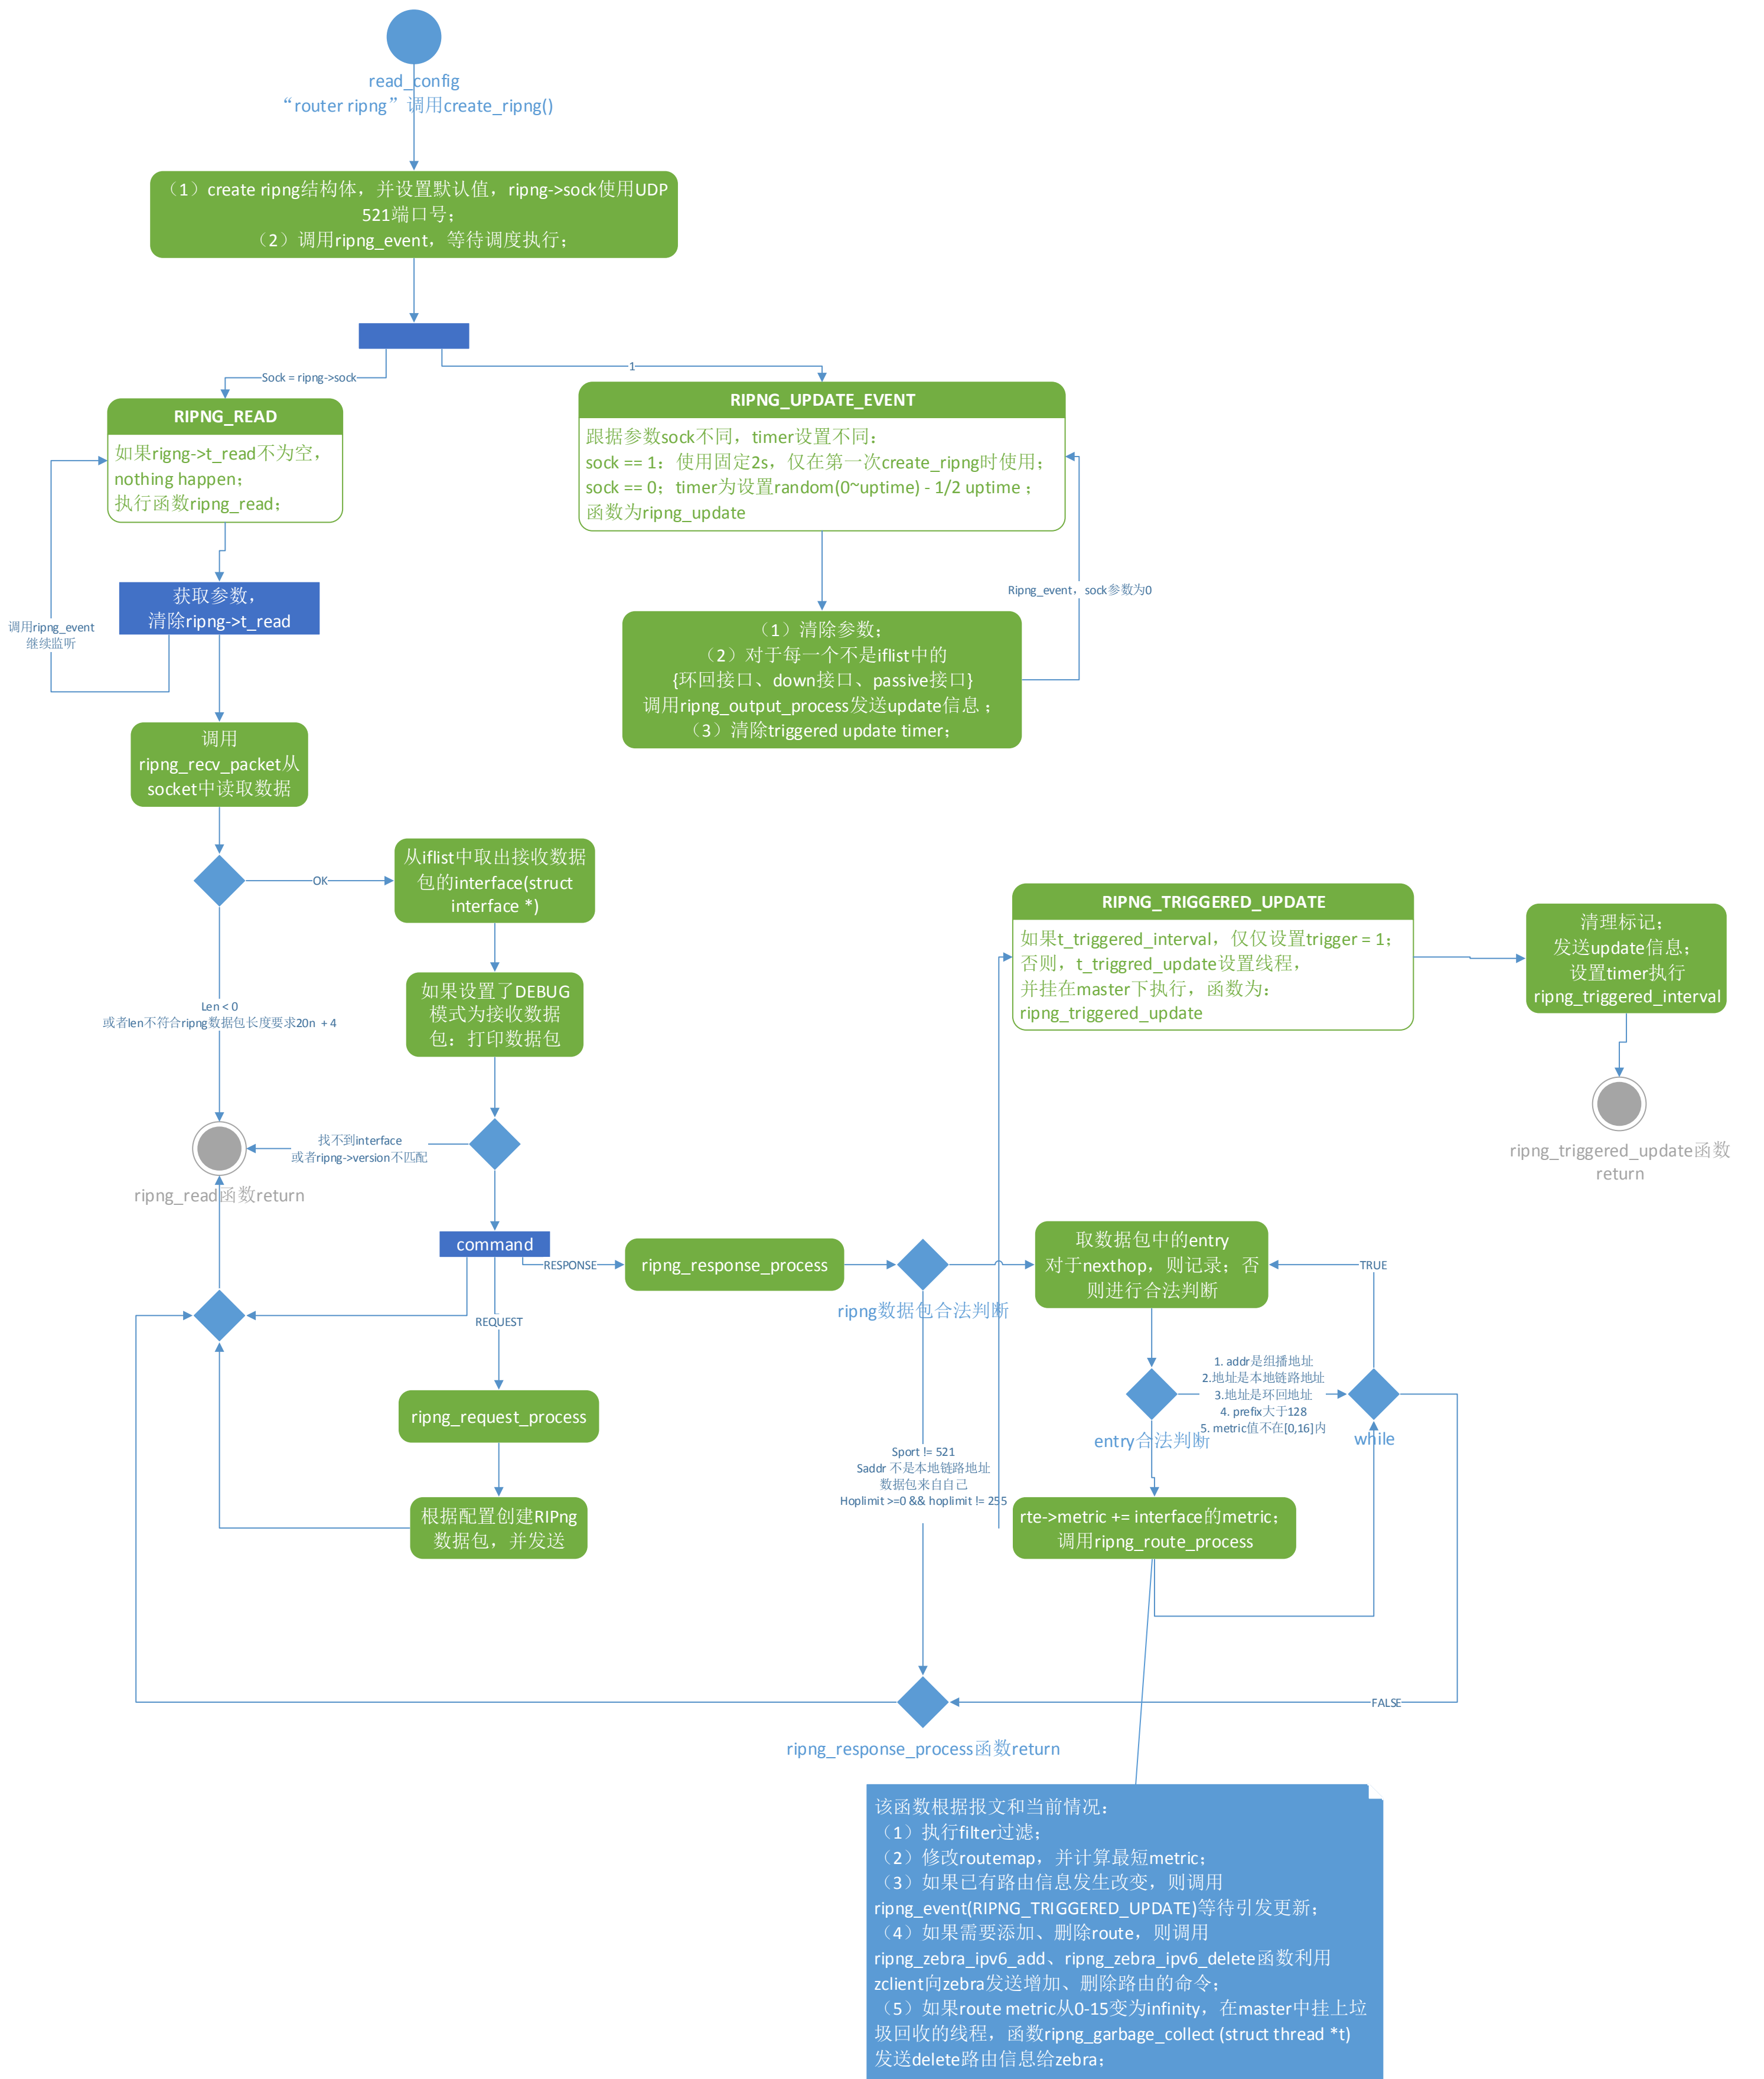 read_config
“router ripng”调用create_ripng()
（1）create ripng结构体，并设置默认值，ripng->sock使用UDP
521端口号；
（2）调用ripng_event，等待调度执行；
Sock = ripng->sock
1
RIPNG_READ
如果rigng->t_read不为空，
nothing happen；
执行函数ripng_read；
RIPNG_UPDATE_EVENT
跟据参数sock不同，timer设置不同：
sock == 1：使用固定2s，仅在第一次create_ripng时使用；
sock == 0；timer为设置random(0~uptime) - 1/2 uptime；
函数为ripng_update
获取参数，
清除ripng->t_read
调用ripng_event
继续监听
Ripng_event，sock参数为0
（1）清除参数；
（2）对于每一个不是iflist中的
{环回接口、down接口、passive接口}
调用ripng_output_process发送update信息；
（3）清除triggered update timer；
调用
ripng_recv_packet从
socket中读取数据
OK
从iflist中取出接收数据
包的interface(struct
interface *)
Len < 0
或者len不符合ripng数据包长度要求20n + 4
如果设置了DEBUG
模式为接收数据
包：打印数据包
RIPNG_TRIGGERED_UPDATE
如果t_triggered_interval，仅仅设置trigger = 1；
否则，t_triggred_update设置线程，
并挂在master下执行，函数为：
ripng_triggered_update
清理标记；
发送update信息；
设置timer执行
ripng_triggered_interval
ripng_triggered_update函数
return
找不到interface
或者ripng->version不匹配
ripng_read函数return
command
RESPONSE
REQUEST
ripng_response_process
ripng数据包合法判断
取数据包中的entry
对于nexthop，则记录；否
则进行合法判断
TRUE
1. addr是组播地址
2.地址是本地链路地址
3.地址是环回地址
4. prefix大于128
5. metric值不在[0,16]内
entry合法判断
while
ripng_request_process
Sport != 521
Saddr 不是本地链路地址
数据包来自自己
Hoplimit >=0 && hoplimit != 255
根据配置创建RIPng
数据包，并发送
rte->metric += interface的metric；
调用ripng_route_process
FALSE
ripng_response_process函数return
该函数根据报文和当前情况：
（1）执行filter过滤；
（2）修改routemap，并计算最短metric；
（3）如果已有路由信息发生改变，则调用
ripng_event(RIPNG_TRIGGERED_UPDATE)等待引发更新；
（4）如果需要添加、删除route，则调用
ripng_zebra_ipv6_add、ripng_zebra_ipv6_delete函数利用
zclient向zebra发送增加、删除路由的命令；
（5）如果route metric从0-15变为infinity，在master中挂上垃
圾回收的线程，函数ripng_garbage_collect (struct thread *t)
发送delete路由信息给zebra；